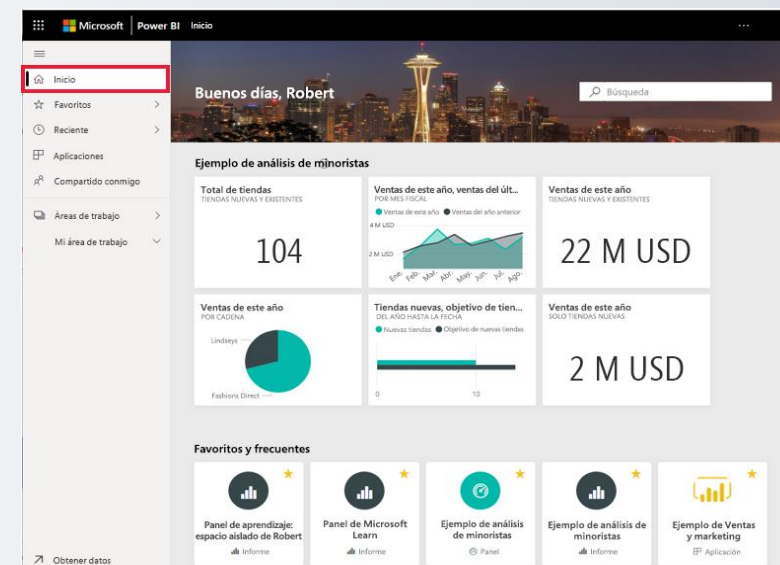 Microsoft Power BI Inicio
Inicio
Favoritos
Reciente
Aplicaciones
Compartido conmigo
Áreas de trabajo
Mi área de trabajo
Obtener datos
Buenos días, Robert
Búsqueda
Ejemplo de análisis de minoristas
Total de tiendas
TIENDAS NUEVAS Y EXISTENTES
104
Ventas de este año, ventas del últ...
POR MES FISCAL
Ventas de este año Ventas del año anterior
4 M USD
2 M USD
Ene. Feb. Mar. Abr. May. Jun. Jul. Ago.
Ventas de este año
TIENDAS NUEVAS Y EXISTENTES
22 M USD
Ventas de este año
POR CADENA
Lindseys
Fashions Direct
Tiendas nuevas, objetivo de tien...
DEL AÑO HASTA LA FECHA
Nuevas tiendas Objetivo de nuevas tiendas
0 10
Ventas de este año
SOLO TIENDAS NUEVAS
2 M USD
Favoritos y frecuentes
Panel de aprendizaje:
espacio aislado de Robert
Informe
Panel de Microsoft
Learn
Informe
Ejemplo de análisis
de minoristas
Panel
Ejemplo de análisis de
minoristas
Informe
Ejemplo de Ventas
y marketing
Aplicación